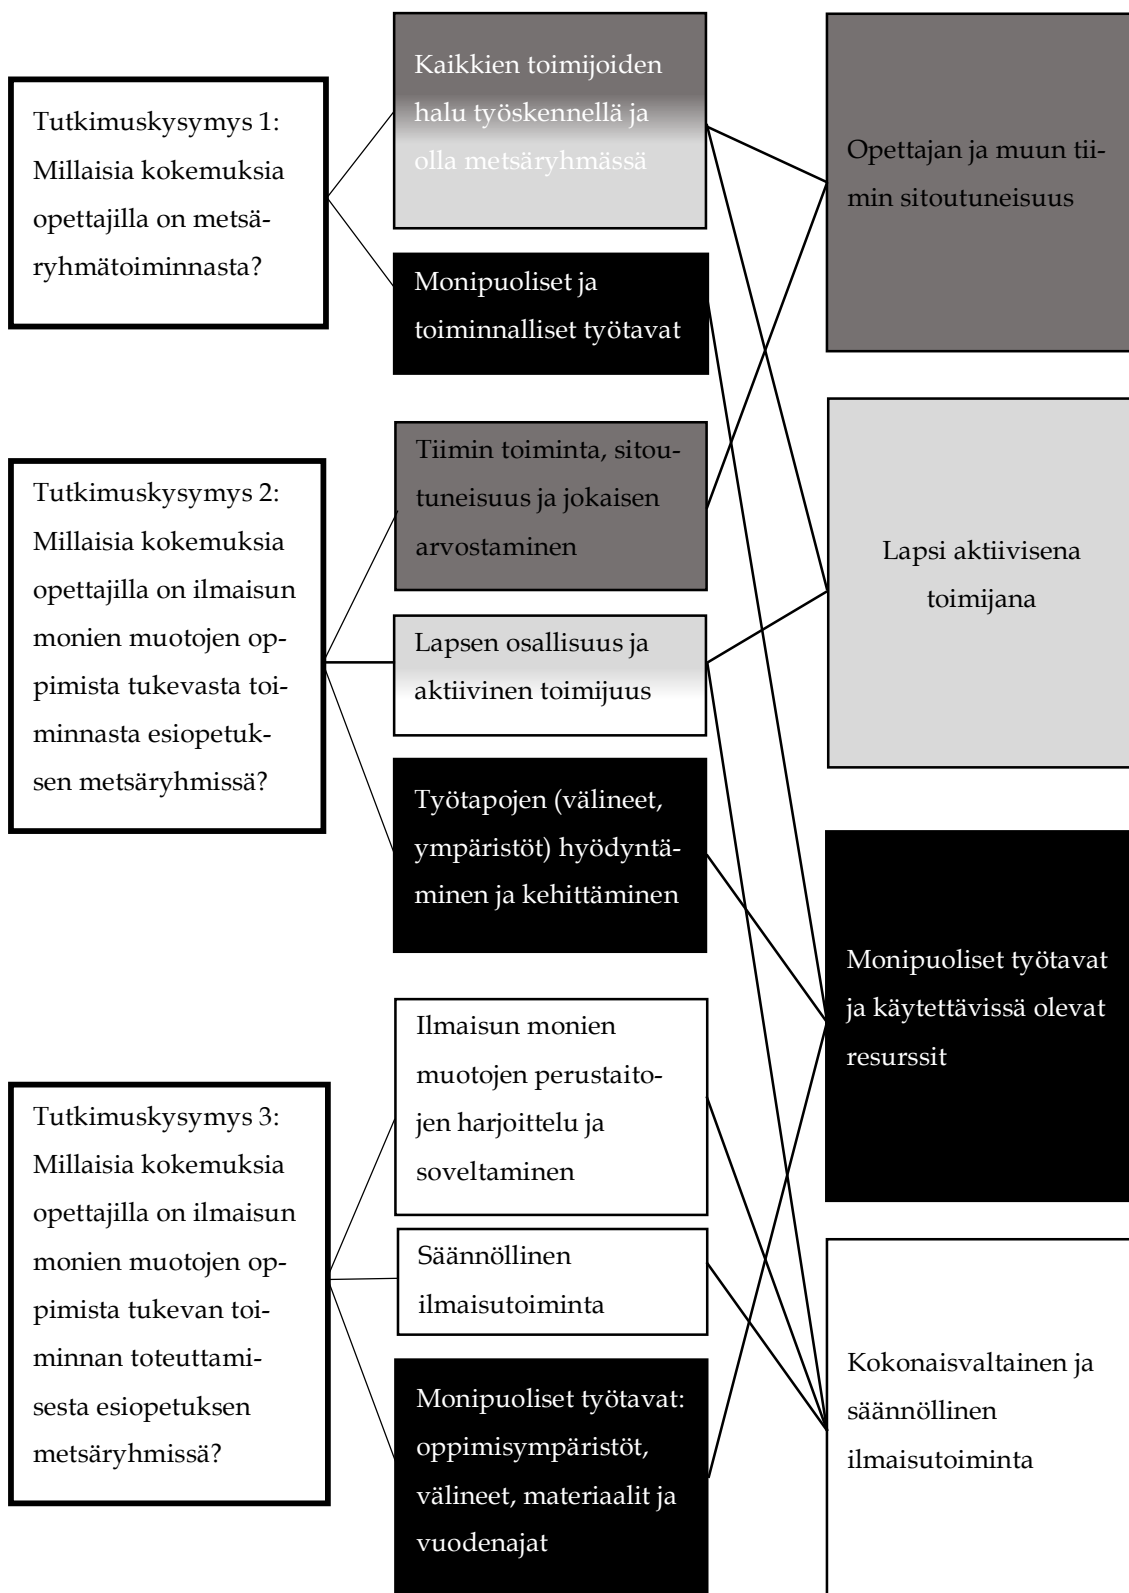 Tutkimuskysymys 1:
Millaisia kokemuksia
opettajilla on metsä-
ryhmätoiminnasta?
Tutkimuskysymys 2:
Millaisia kokemuksia
opettajilla on ilmaisun
monien muotojen op-
pimista tukevasta toi-
minnasta esiopetuk-
sen metsäryhmissä?
Tutkimuskysymys 3:
Millaisia kokemuksia
opettajilla on ilmaisun
monien muotojen op-
pimista tukevan toi-
minnan toteuttami-
sesta esiopetuksen
metsäryhmissä?
Kaikkien toimijoiden
halu työskennellä ja
olla metsäryhmässä
Monipuoliset ja
toiminnalliset työtavat
Tiimin toiminta, sitou-
tuneisuus ja jokaisen
arvostaminen
Lapsen osallisuus ja
aktiivinen toimijuus
Työtapojen (välineet,
ympäristöt) hyödyntä-
minen ja kehittäminen
Ilmaisun monien
muotojen perustaito-
jen harjoittelu ja
soveltaminen
Säännöllinen
ilmaisutoiminta
Monipuoliset työtavat:
oppimisympäristöt,
välineet, materiaalit ja
vuodenajat
Opettajan ja muun tii-
min sitoutuneisuus
Lapsi aktiivisena
toimijana
Monipuoliset työtavat
ja käytettävissä olevat
resurssit
Kokonaisvaltainen ja
säännöllinen
ilmaisutoiminta